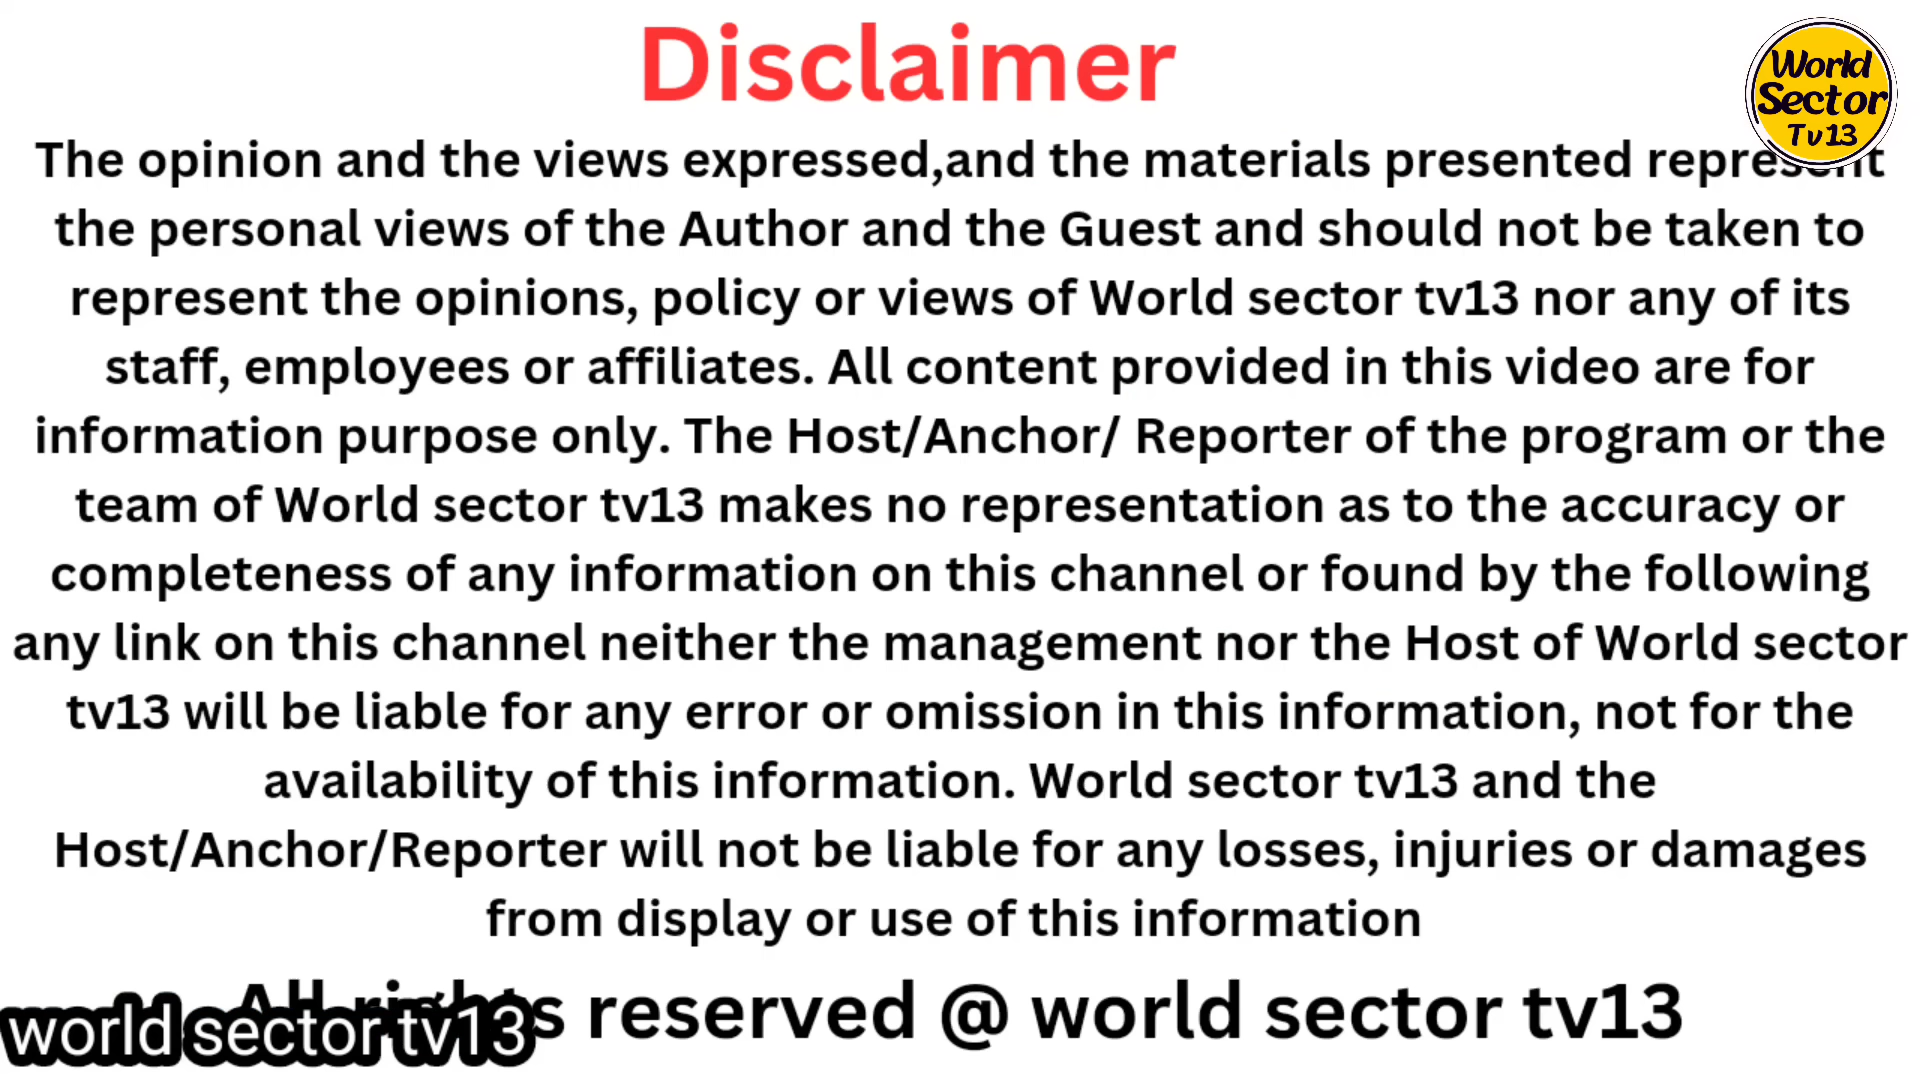 Disclaimer
World
Sector
Tv13
The opinion and the views expressed,and the materials presented represent
the personal views of the Author and the Guest and should not be taken to
represent the opinions, policy or views of World sector tv13 nor any of its
staff, employees or affiliates. All content provided in this video are for
information purpose only. The Host/Anchor/ Reporter of the program or the
team of World sector tv13 makes no representation as to the accuracy or
completeness of any information on this channel or found by the following
any link on this channel neither the management nor the Host of World sector
tv13 will be liable for any error or omission in this information, not for the
availability of this information. World sector tv13 and the
Host/Anchor/Reporter will not be liable for any losses, injuries or damages
from display or use of this information
All rights reserved @ world sector tv13
world sector tv13